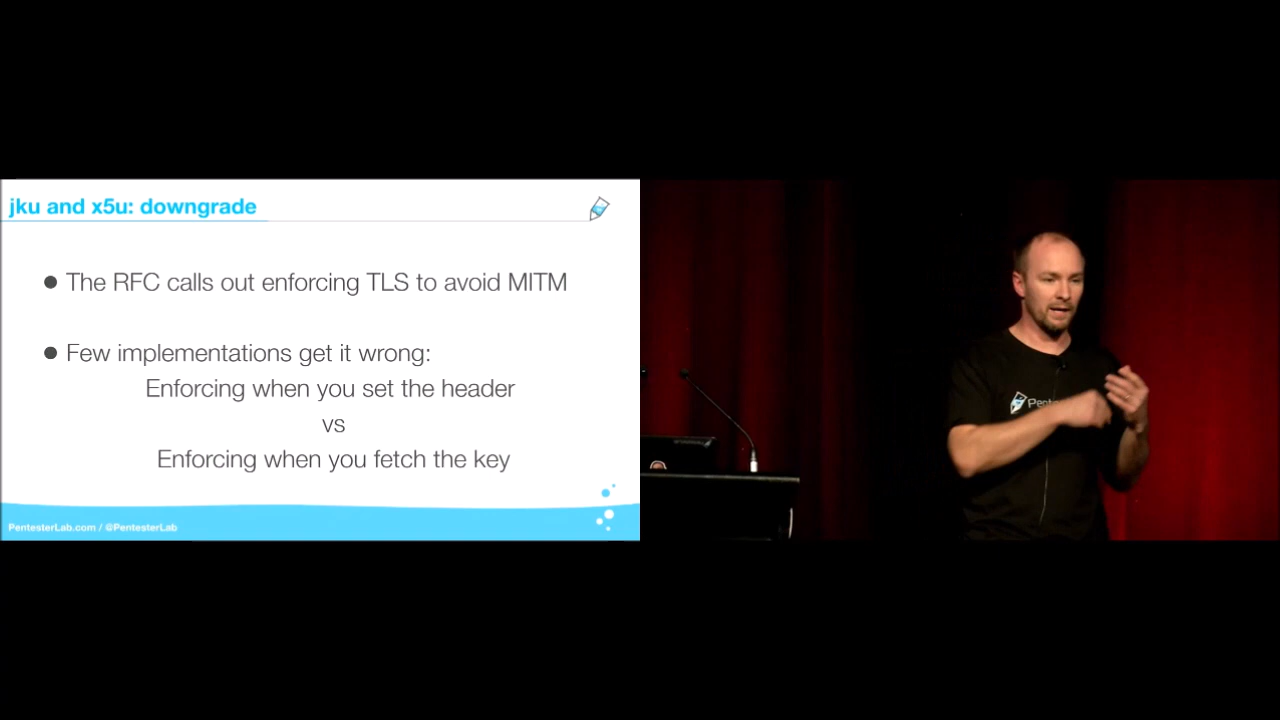 jku and x5u: downgrade
● The RFC calls out enforcing TLS to avoid MITM
● Few implementations get it wrong:
Enforcing when you set the header
vs
Enforcing when you fetch the key
PentesterLab.com / @PentesterLab